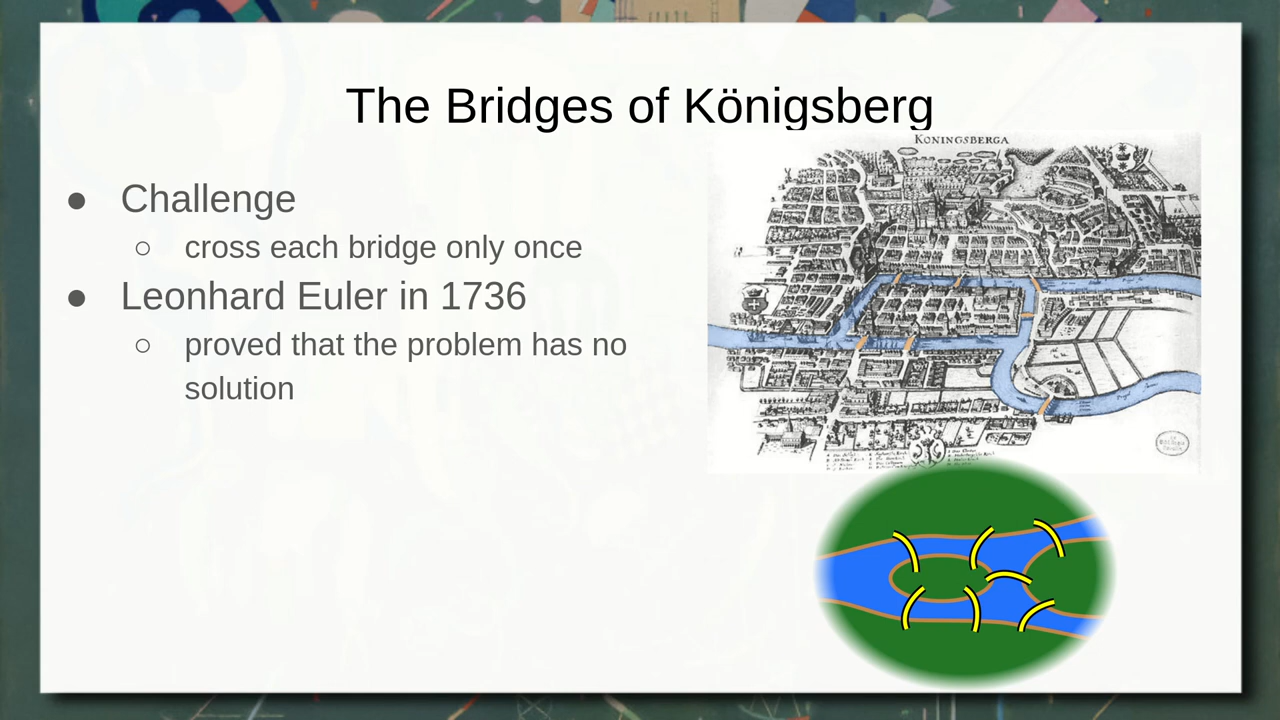 The Bridges of Königsberg
KONINGSBERGA
● Challenge
○ cross each bridge only once
● Leonhard Euler in 1736
○ proved that the problem has no
solution